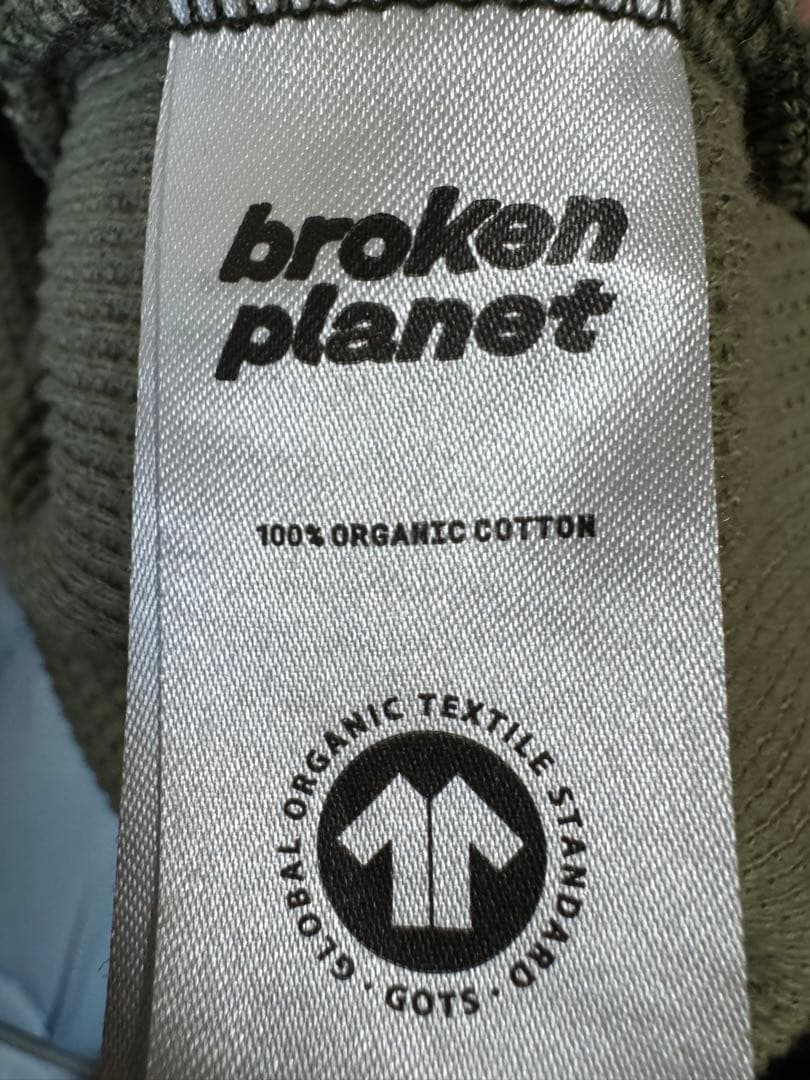 broken
planet
100% ORGANIC COTTON
GLOBAL ORGANIC TEXTILE STANDARD · GOTS ·